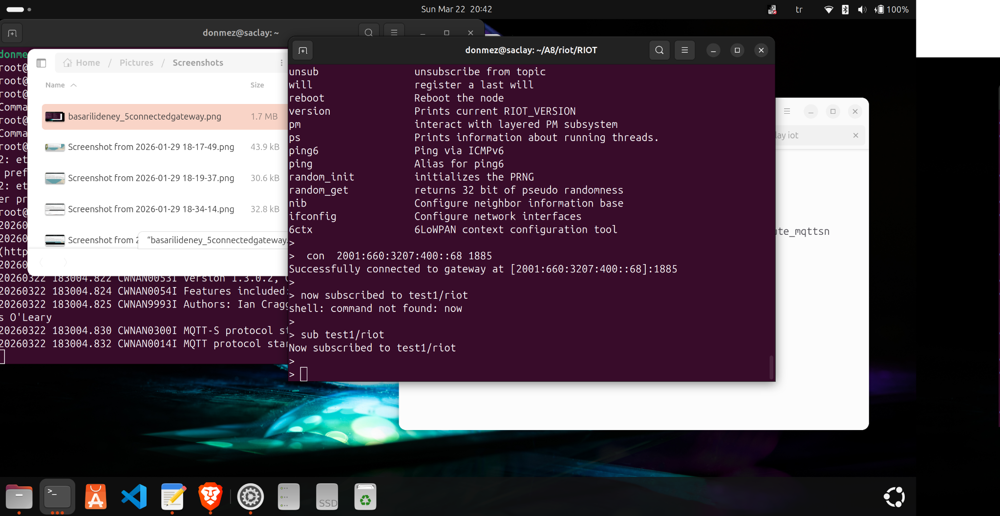 Sun Mar 22 20:42
tr
100%
donmez@saclay: ~
donme
root@
root@
root@
Comma
root@
Comma
root@
2: et
pref
2: et
er pr
root@
20260
20260
(http
20260
20260322 183004.822 CWNAN0053I Version 1.3.0.2,
20260322 183004.824 CWNAN0054I Features included:
20260322 183004.825 CWNAN9993I Authors: Ian Cragg
s O'Leary
20260322 183004.830 CWNAN0300I MQTT-S protocol st
20260322 183004.832 CWNAN0014I MQTT protocol star
Home / Pictures / Screenshots
Name Size
basarilideney_5connectedgateway.png 1.7 MB
Screenshot from 2026-01-29 18-17-49.png 43.9 kB
Screenshot from 2026-01-29 18-19-37.png 30.6 kB
Screenshot from 2026-01-29 18-34-14.png 32.8 kB
Screenshot from 2
“basarilideney_5connectedgateway.
donmez@saclay: ~/A8/riot/RIOT
unsub unsubscribe from topic
will register a last will
reboot Reboot the node
version Prints current RIOT_VERSION
pm interact with layered PM subsystem
ps Prints information about running threads.
ping6 Ping via ICMPv6
ping Alias for ping6
random_init initializes the PRNG
random_get returns 32 bit of pseudo randomness
nib Configure neighbor information base
ifconfig Configure network interfaces
6ctx 6LoWPAN context configuration tool
>
> con 2001:660:3207:400::68 1885
Successfully connected to gateway at [2001:660:3207:400::68]:1885
>
> now subscribed to test1/riot
shell: command not found: now
>
> sub test1/riot
Now subscribed to test1/riot
>
>
lay iot
ute_mqttsn
SSD